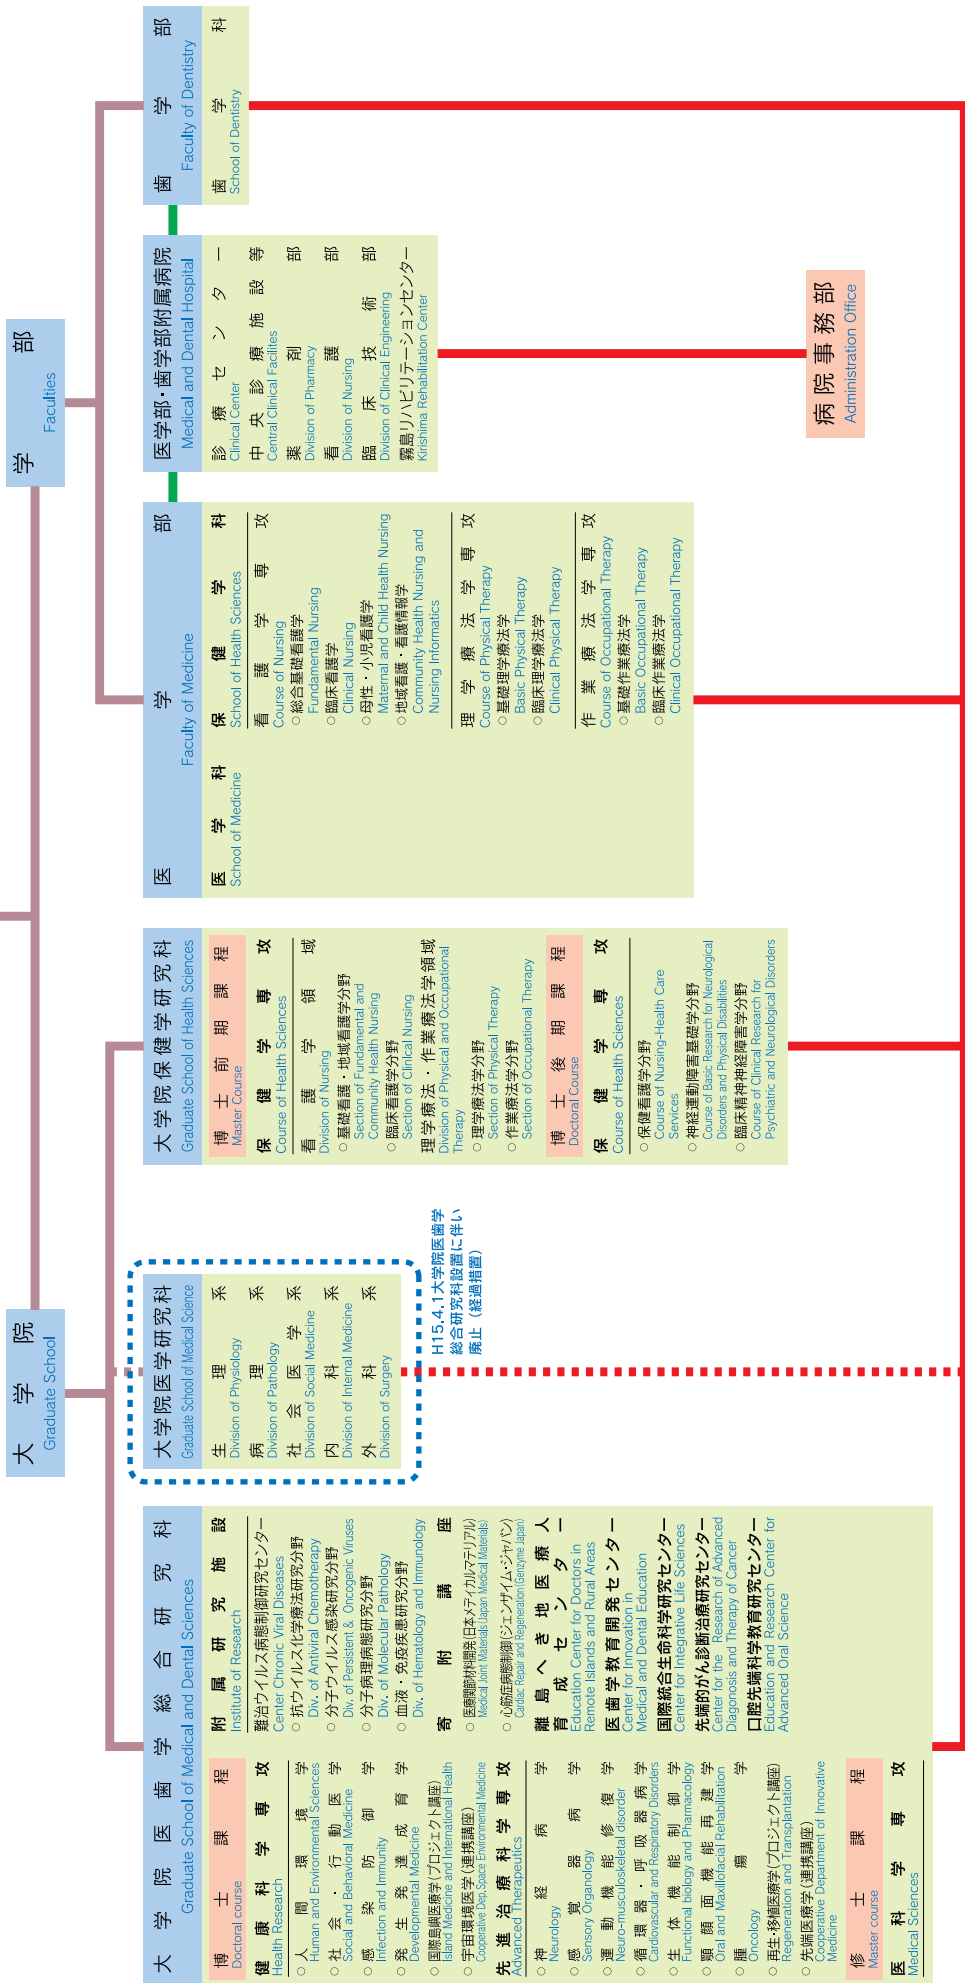 大学院
Graduate School
学部
Faculties
大学院医歯学総合研究科
Graduate School of Medical and Dental Sciences
博士課程
Doctoral course
健康科学専攻
Health Research
○人間環境学
Human and Environmental Sciences
○社会・行動医学
Social and Behavioral Medicine
○感染防御学
Infection and Immunity
○発生発達成育学
Developmental Medicine
○国際島嶼医療学(プロジェクト講座)
Island Medicine and International Health
○宇宙環境医学(連携講座)
Cooperative Dep. Space Environmental Medicine
先進治療科学専攻
Advanced Therapeutics
○神経病学
Neurology
○感覚器病学
Sensory Organology
○運動機能修復学
Neuro-musculoskeletal disorder
○循環器・呼吸器病学
Cardiovascular and Respiratory Disorders
○生体機能制御学
Functional biology and Pharmacology
○顎顔面機能再建学
Oral and Maxillofacial Rehabilitation
○腫瘍学
Oncology
○再生・移植医療学(プロジェクト講座)
Regeneration and Transplantation
○先端医療学(連携講座)
Cooperative Department of Innovative
Medicine
修士課程
Master course
医科学専攻
Medical Sciences
附属研究施設
Institute of Research
難治ウイルス病態制御研究センター
Center Chronic Viral Diseases
○抗ウイルス化学療法研究分野
Div. of Antiviral Chemotherapy
○分子ウイルス感染研究分野
Div. of Persistent & Oncogenic Viruses
○分子病理病態研究分野
Div. of Molecular Pathology
○血液・免疫疾患研究分野
Div. of Hematology and Immunology
寄附講座
○医療関節材料開発(日本メディカルマテリアル)
Medical Joint Materials(Japan Medical Materials)
○心筋症病態制御(ジェンザイム・ジャパン)
Cardiac Repair and Regeneration(Genzyme Japan)
離島へき地医療人
育成センター
Education Center for Doctors in
Remote Islands and Rural Areas
医歯学教育開発センター
Center for Innovation in
Medical and Dental Education
国際統合生命科学研究センター
Center for Integrative Life Sciences
先端的がん診断治療研究センター
Center for the Research of Advanced
Diagonosis and Therapy of Cancer
口腔先端科学教育研究センター
Education and Research Center for
Advanced Oral Science
大学院医学研究科
Graduate School of Medical Science
生理系
Division of Physiology
病理系
Division of Pathology
社会医学系
Division of Social Medicine
内科系
Division of Internal Medicine
外科系
Division of Surgery
H15.4.1大学院医歯学
総合研究科設置に伴い
廃止（経過措置）
大学院保健学研究科
Graduate School of Health Sciences
博士前期課程
Master Course
保健学専攻
Course of Health Sciences
看護学領域
Division of Nursing
○基礎看護・地域看護学分野
Section of Fundamental and
Community Health Nursing
○臨床看護学分野
Section of Clinical Nursing
理学療法・作業療法学領域
Division of Physical and Occupational
Therapy
○理学療法学分野
Section of Physical Therapy
○作業療法学分野
Section of Occupational Therapy
博士後期課程
Doctoral Course
保健学専攻
Course of Health Sciences
○保健看護学分野
Course of Nursing-Health Care
Services
○神経運動障害基礎学分野
Course of Basic Research for Neurological
Disorders and Physical Disabilities
○臨床精神神経障害学分野
Course of Clinical Research for
Psychiatric and Neurological Disorders
医学部
Faculty of Medicine
医学科
School of Medicine
保健学科
School of Health Sciences
看護学専攻
Course of Nursing
○総合基礎看護学
Fundamental Nursing
○臨床看護学
Clinical Nursing
○母性・小児看護学
Maternal and Child Health Nursing
○地域看護・看護情報学
Community Health Nursing and
Nursing Informatics
理学療法学専攻
Course of Physical Therapy
○基礎理学療法学
Basic Physical Therapy
○臨床理学療法学
Clinical Physical Therapy
作業療法学専攻
Course of Occupational Therapy
○基礎作業療法学
Basic Occupational Therapy
○臨床作業療法学
Clinical Occupational Therapy
医学部・歯学部附属病院
Medical and Dental Hospital
診療センター
Clinical Center
中央診療施設等
Central Clinical Facilites
薬剤部
Division of Pharmacy
看護部
Division of Nursing
臨床技術部
Division of Clinical Engineering
霧島リハビリテーションセンター
Kirishima Rehabilitation Center
病院事務部
Administration Office
歯学部
Faculty of Dentistry
歯学科
School of Dentistry